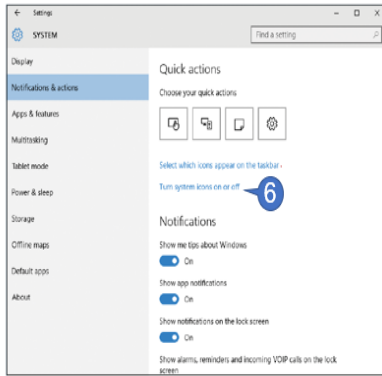 Settings
SYSTEM
Find a setting
Display
Notifications & actions
Apps & features
Multitasking
Tablet mode
Power & sleep
Storage
Offline maps
Default apps
About
Quick actions
Choose your quick actions
Select which icons appear on the taskbar
Turn system icons on or off
6
Notifications
Show me tips about Windows
On
Show app notifications
On
Show notifications on the lock screen
On
Show alarms, reminders and incoming VOIP calls on the lock
screen